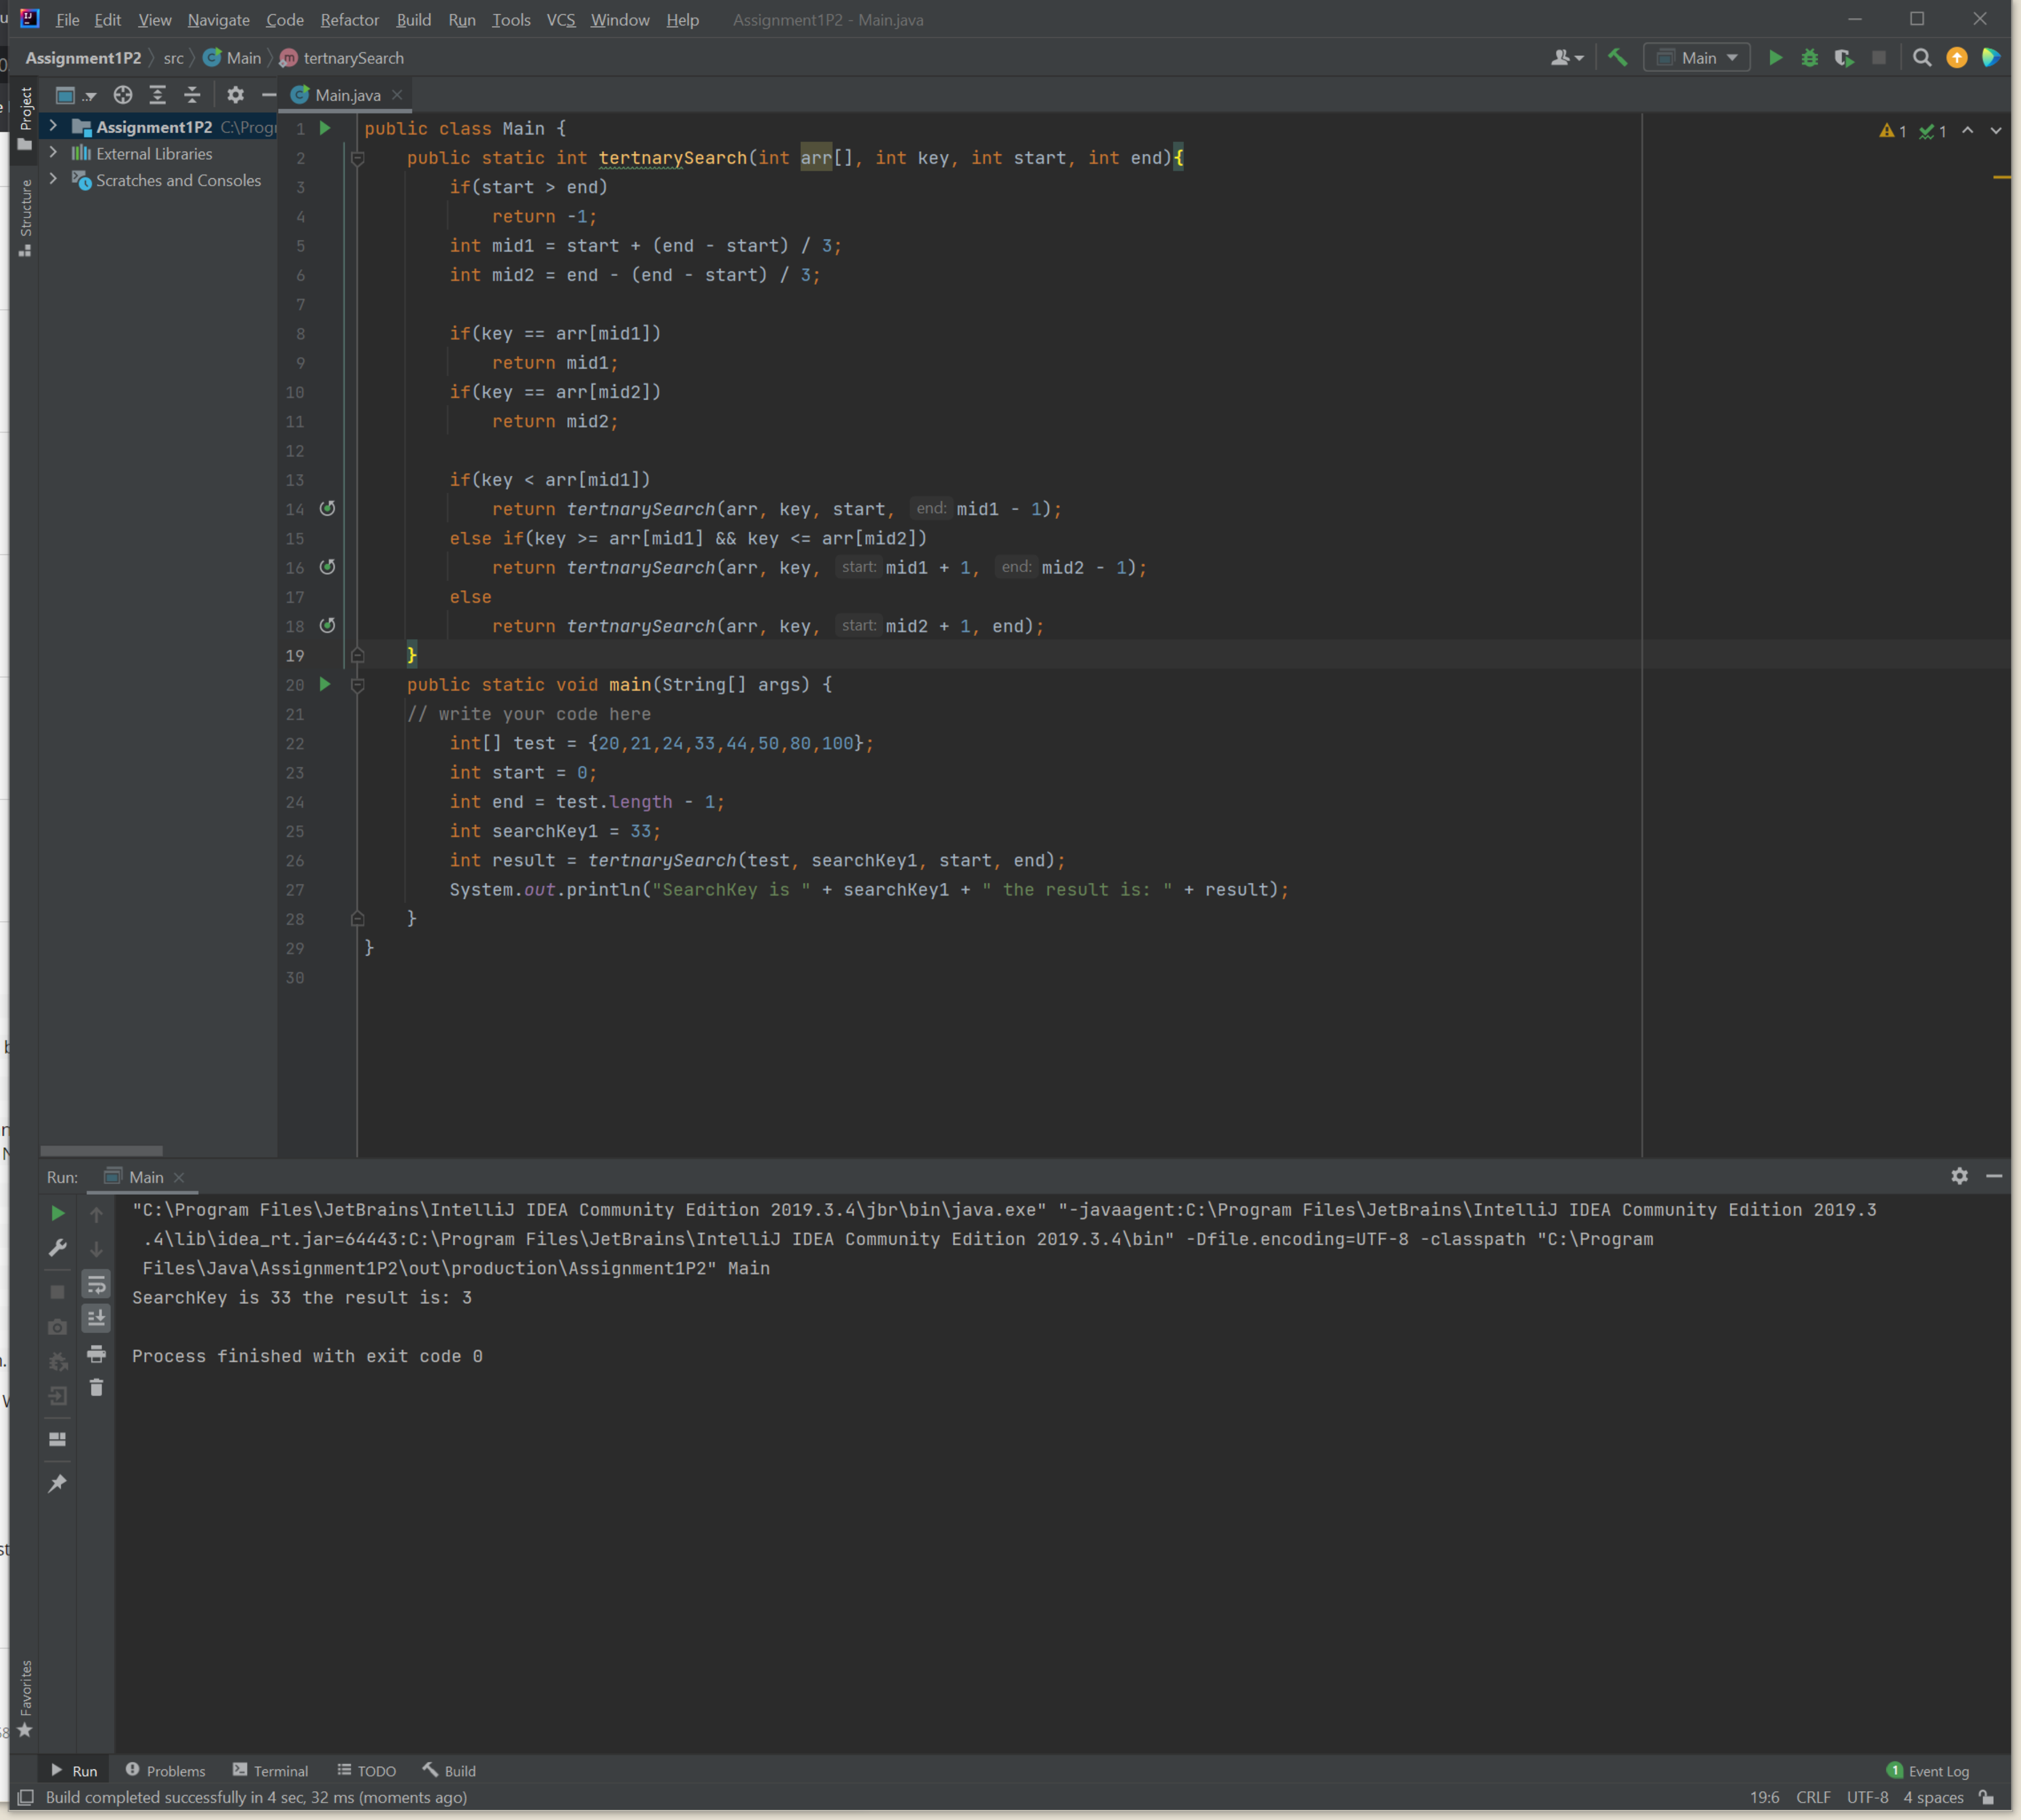 File Edit View Navigate Code Refactor Build Run Tools VCS Window Help Assignment1P2 - Main.java
Assignment1P2 src Main tertnarySearch Main
Project
Structure
Favorites
Assignment1P2 C:\Progr
External Libraries
Scratches and Consoles
Main.java
1 1
1 public class Main {
2 public static int tertnarySearch(int arr[], int key, int start, int end){
3 if(start > end)
4 return -1;
5 int mid1 = start + (end - start) / 3;
6 int mid2 = end - (end - start) / 3;
7
8 if(key == arr[mid1])
9 return mid1;
10 if(key == arr[mid2])
11 return mid2;
12
13 if(key < arr[mid1])
14 return tertnarySearch(arr, key, start, end: mid1 - 1);
15 else if(key >= arr[mid1] && key <= arr[mid2])
16 return tertnarySearch(arr, key, start: mid1 + 1, end: mid2 - 1);
17 else
18 return tertnarySearch(arr, key, start: mid2 + 1, end);
19 }
20 public static void main(String[] args) {
21 // write your code here
22 int[] test = {20,21,24,33,44,50,80,100};
23 int start = 0;
24 int end = test.length - 1;
25 int searchKey1 = 33;
26 int result = tertnarySearch(test, searchKey1, start, end);
27 System.out.println("SearchKey is " + searchKey1 + " the result is: " + result);
28 }
29 }
30
Run: Main
"C:\Program Files\JetBrains\IntelliJ IDEA Community Edition 2019.3.4\jbr\bin\java.exe" "-javaagent:C:\Program Files\JetBrains\IntelliJ IDEA Community Edition 2019.3
.4\lib\idea_rt.jar=64443:C:\Program Files\JetBrains\IntelliJ IDEA Community Edition 2019.3.4\bin" -Dfile.encoding=UTF-8 -classpath "C:\Program
Files\Java\Assignment1P2\out\production\Assignment1P2" Main
SearchKey is 33 the result is: 3
Process finished with exit code 0
Run Problems Terminal TODO Build 1 Event Log
Build completed successfully in 4 sec, 32 ms (moments ago) 19:6 CRLF UTF-8 4 spaces